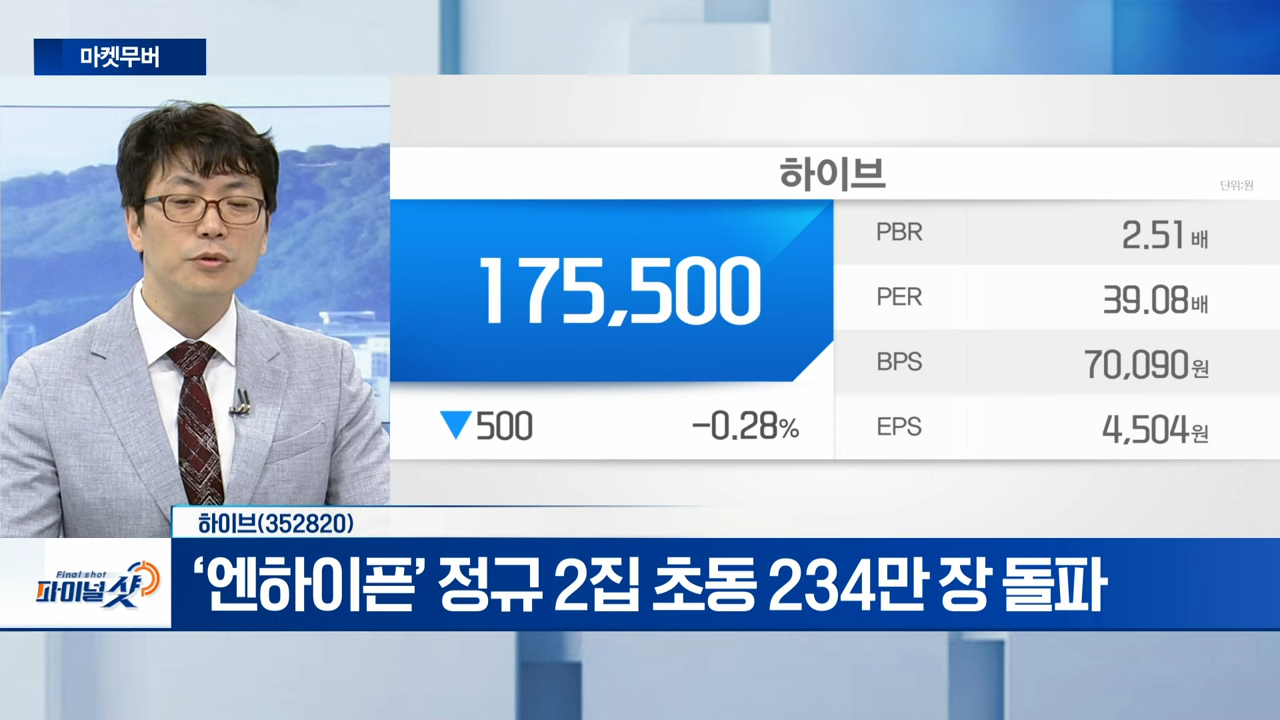 마켓무버
하이브
단위:원
175,500
▼500 -0.28%
PBR 2.51배
PER 39.08배
BPS 70,090원
EPS 4,504원
하이브(352820)
Final shot
파이널샷
‘엔하이픈’ 정규 2집 초동 234만 장 돌파